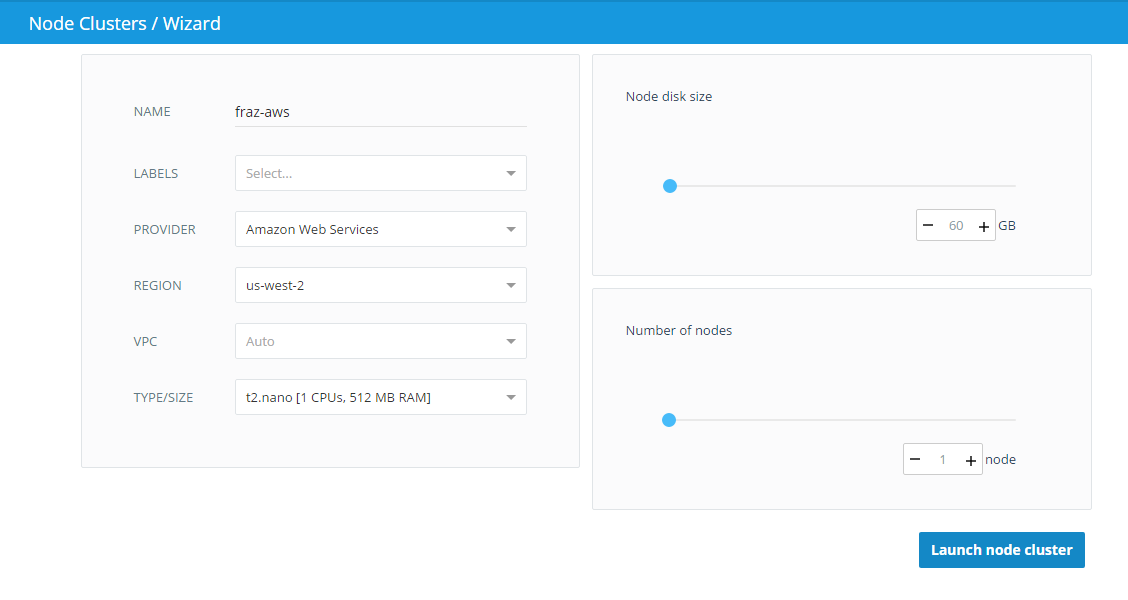 Node Clusters / Wizard
NAME fraz-aws
LABELS Select...
PROVIDER Amazon Web Services
REGION us-west-2
VPC Auto
TYPE/SIZE t2.nano [1 CPUs, 512 MB RAM]
Node disk size
− 60 + GB
Number of nodes
− 1 + node
Launch node cluster